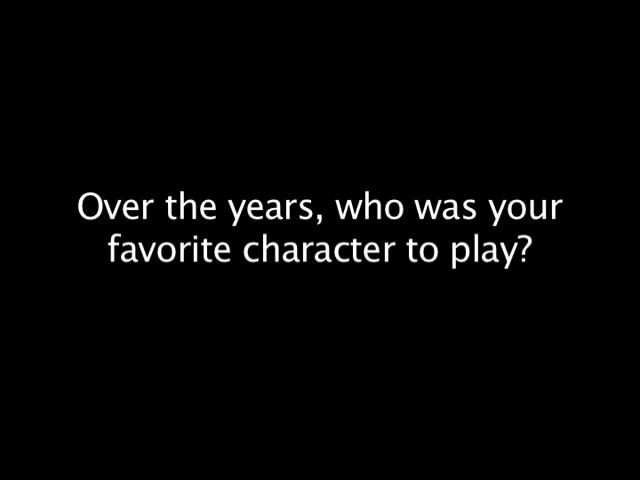 Over the years, who was your
favorite character to play?